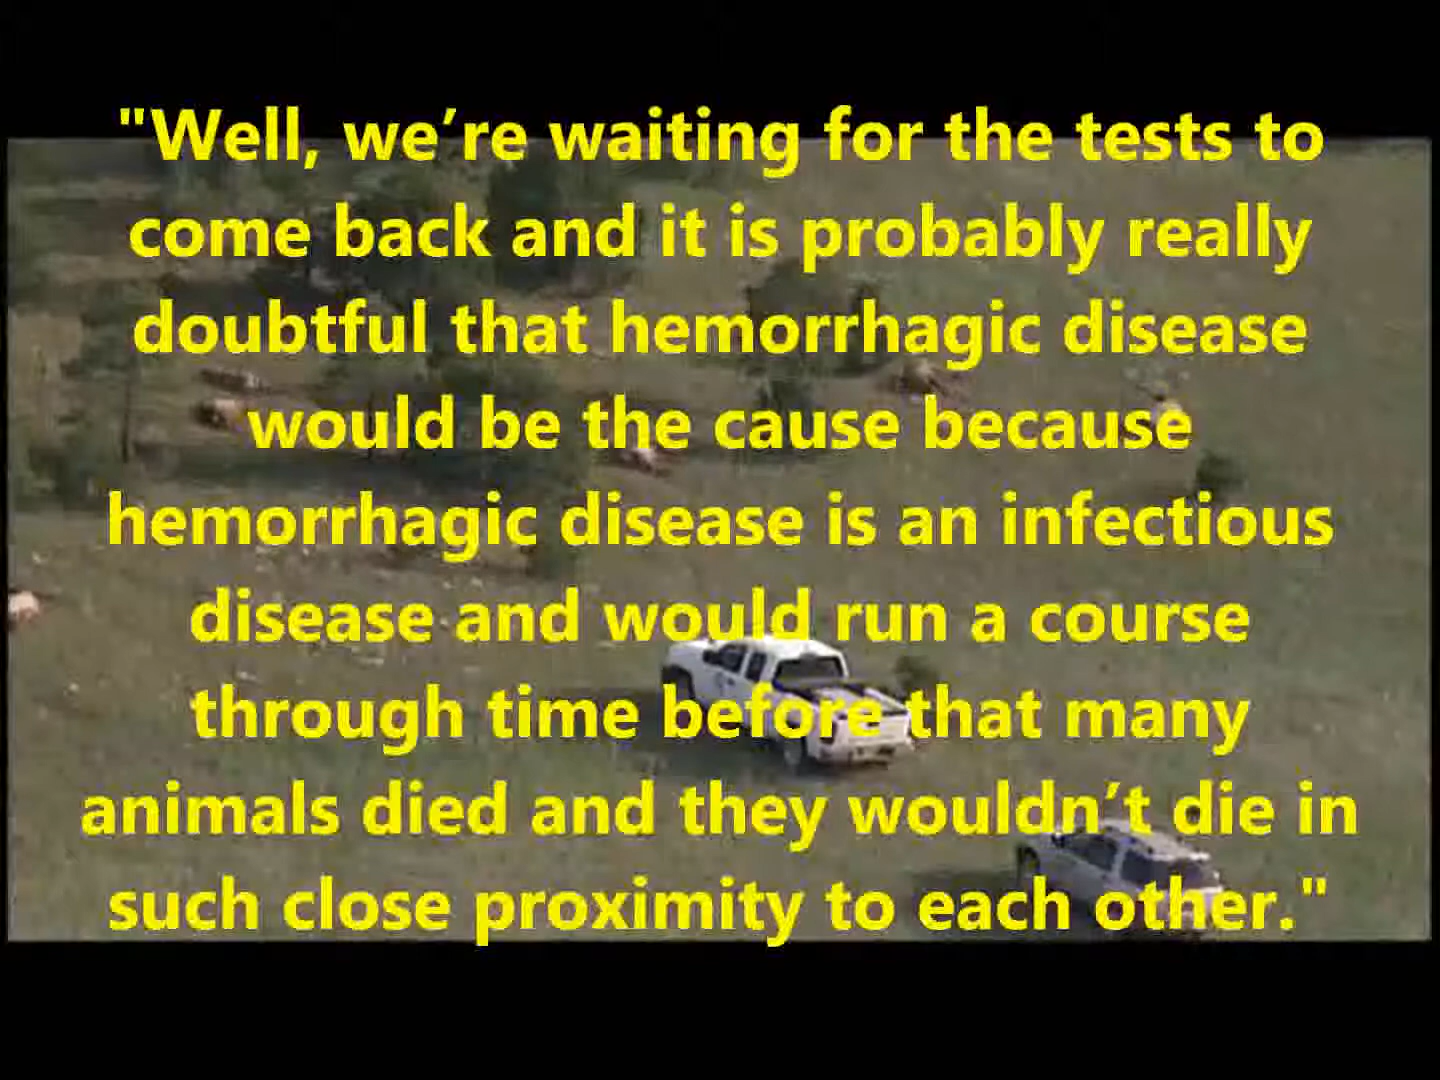 "Well, we’re waiting for the tests to
come back and it is probably really
doubtful that hemorrhagic disease
would be the cause because
hemorrhagic disease is an infectious
disease and would run a course
through time before that many
animals died and they wouldn’t die in
such close proximity to each other."